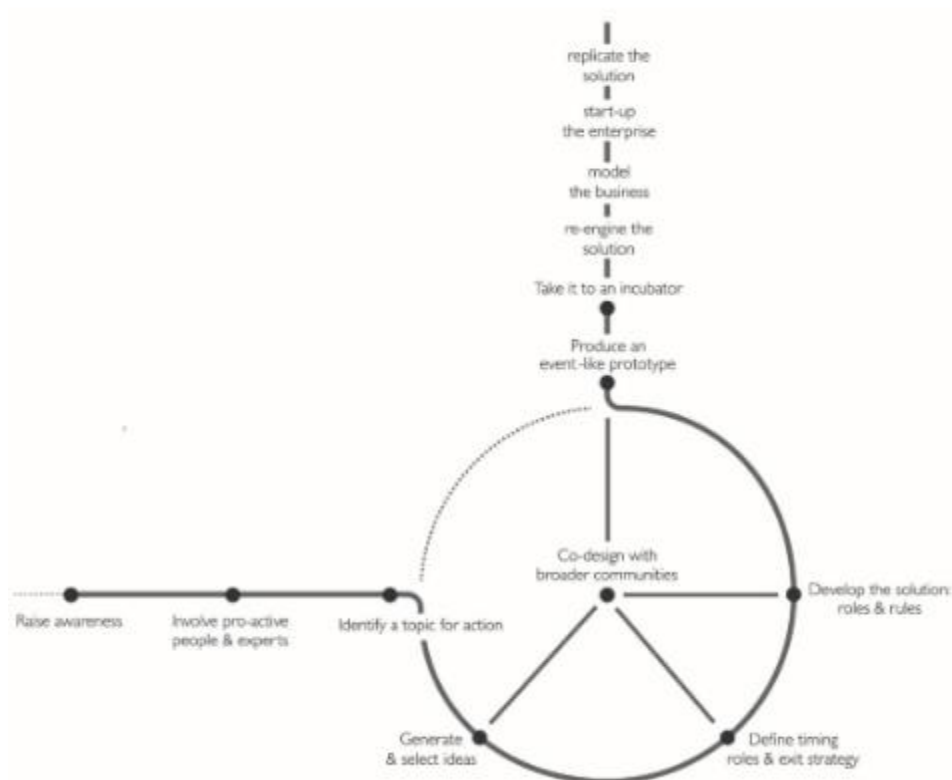 replicate the
solution
start-up
the enterprise
model
the business
re-engine the
solution
Take it to an incubator
Produce an
event-like prototype
Co-design with
broader communities
Develop the solution:
roles & rules
Raise awareness
Involve pro-active
people & experts
Identify a topic for action
Generate
& select ideas
Define timing
roles & exit strategy